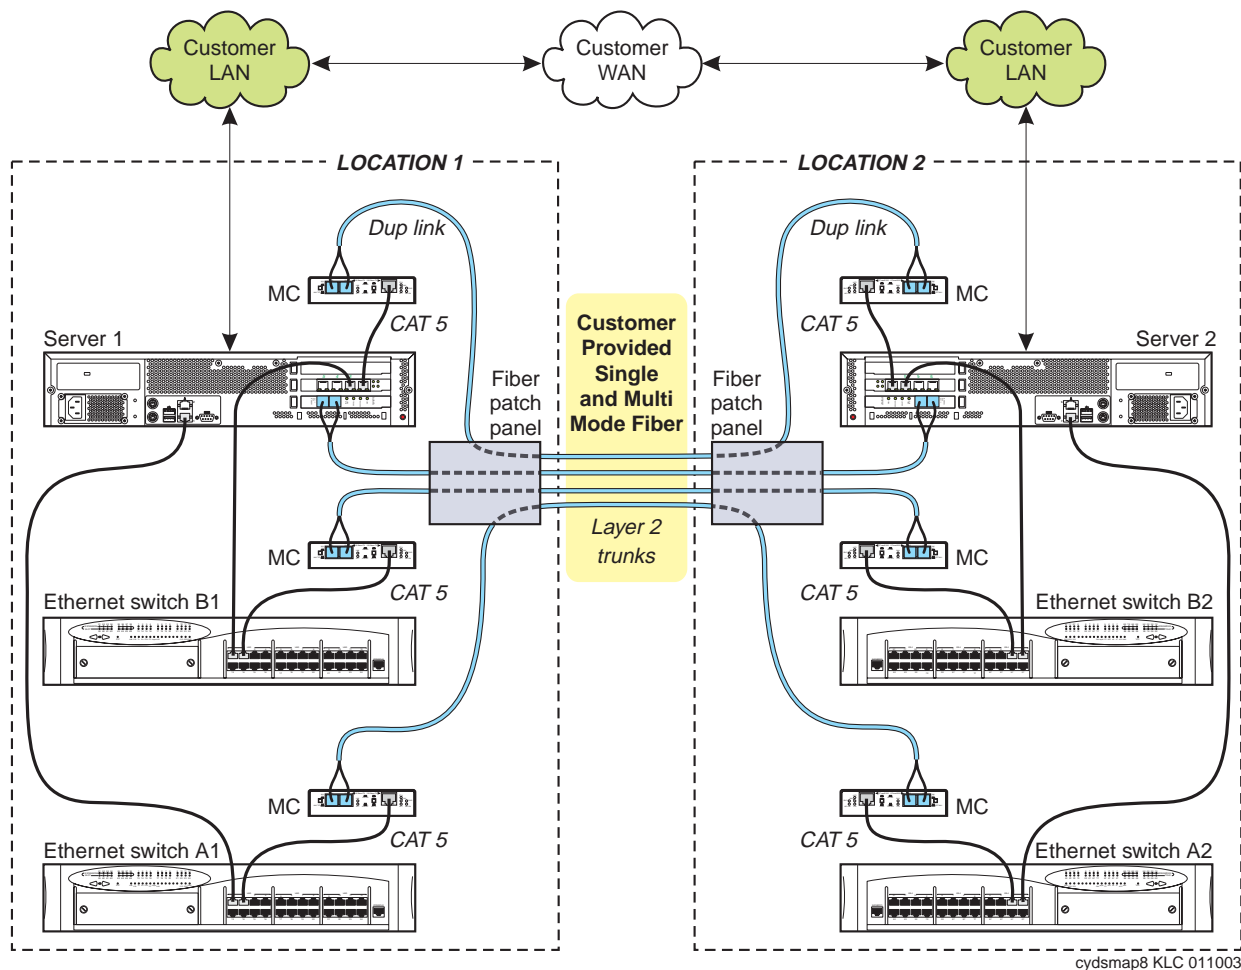 Customer
LAN
Customer
WAN
Customer
LAN
LOCATION 1
LOCATION 2
Dup link
Dup link
MC
MC
CAT 5
CAT 5
Server 1
Server 2
Customer
Provided
Single
and Multi
Mode Fiber
Fiber
patch
panel
Fiber
patch
panel
Layer 2
trunks
MC
MC
CAT 5
CAT 5
Ethernet switch B1
Ethernet switch B2
MC
MC
CAT 5
CAT 5
Ethernet switch A1
Ethernet switch A2
cydsmap8 KLC 011003